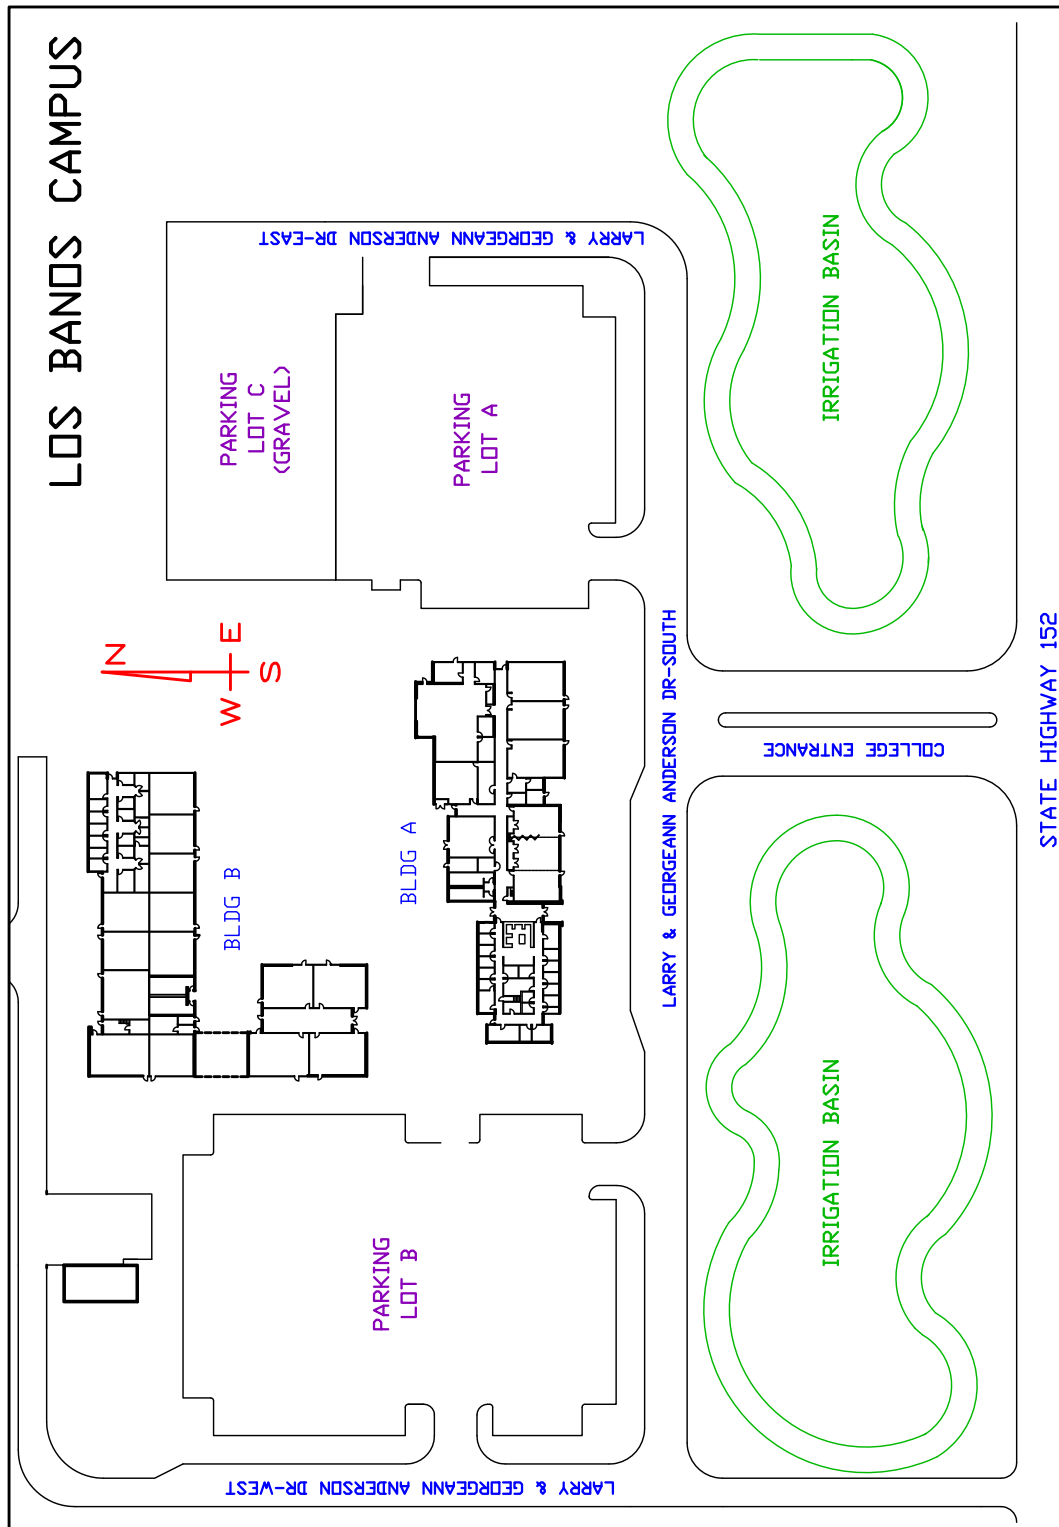 LOS BANOS CAMPUS
LARRY & GEORGEANN ANDERSON DR-EAST
PARKING
LOT C
(GRAVEL)
PARKING
LOT A
IRRIGATION BASIN
N
W
E
S
BLDG B
BLDG A
LARRY & GEORGEANN ANDERSON DR-SOUTH
COLLEGE ENTRANCE
STATE HIGHWAY 152
PARKING
LOT B
IRRIGATION BASIN
LARRY & GEORGEANN ANDERSON DR-WEST